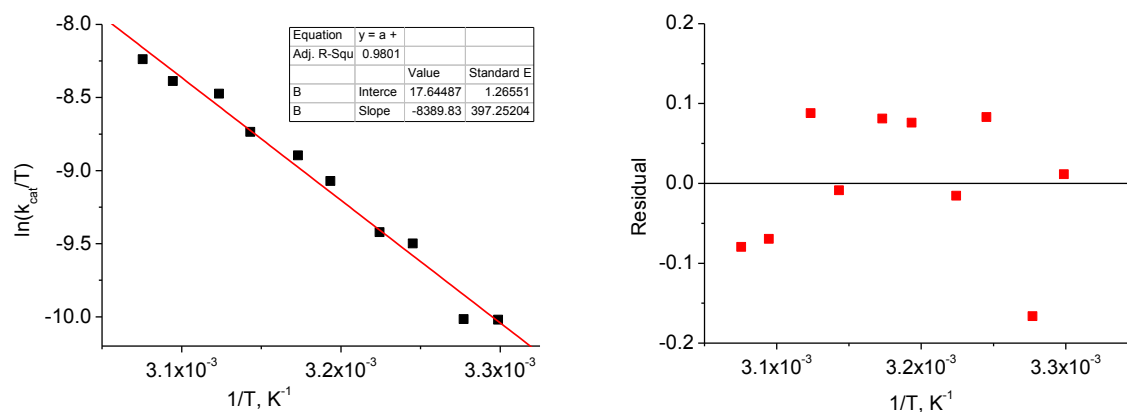 -8.0
-8.5
-9.0
-9.5
-10.0
ln(k_cat/T)
3.1x10⁻³ 3.2x10⁻³ 3.3x10⁻³
1/T, K⁻¹
Equation y = a +
Adj. R-Squ 0.9801
Value Standard E
B Interce 17.64487 1.26551
B Slope -8389.83 397.25204
0.2
0.1
0.0
-0.1
-0.2
Residual
3.1x10⁻³ 3.2x10⁻³ 3.3x10⁻³
1/T, K⁻¹